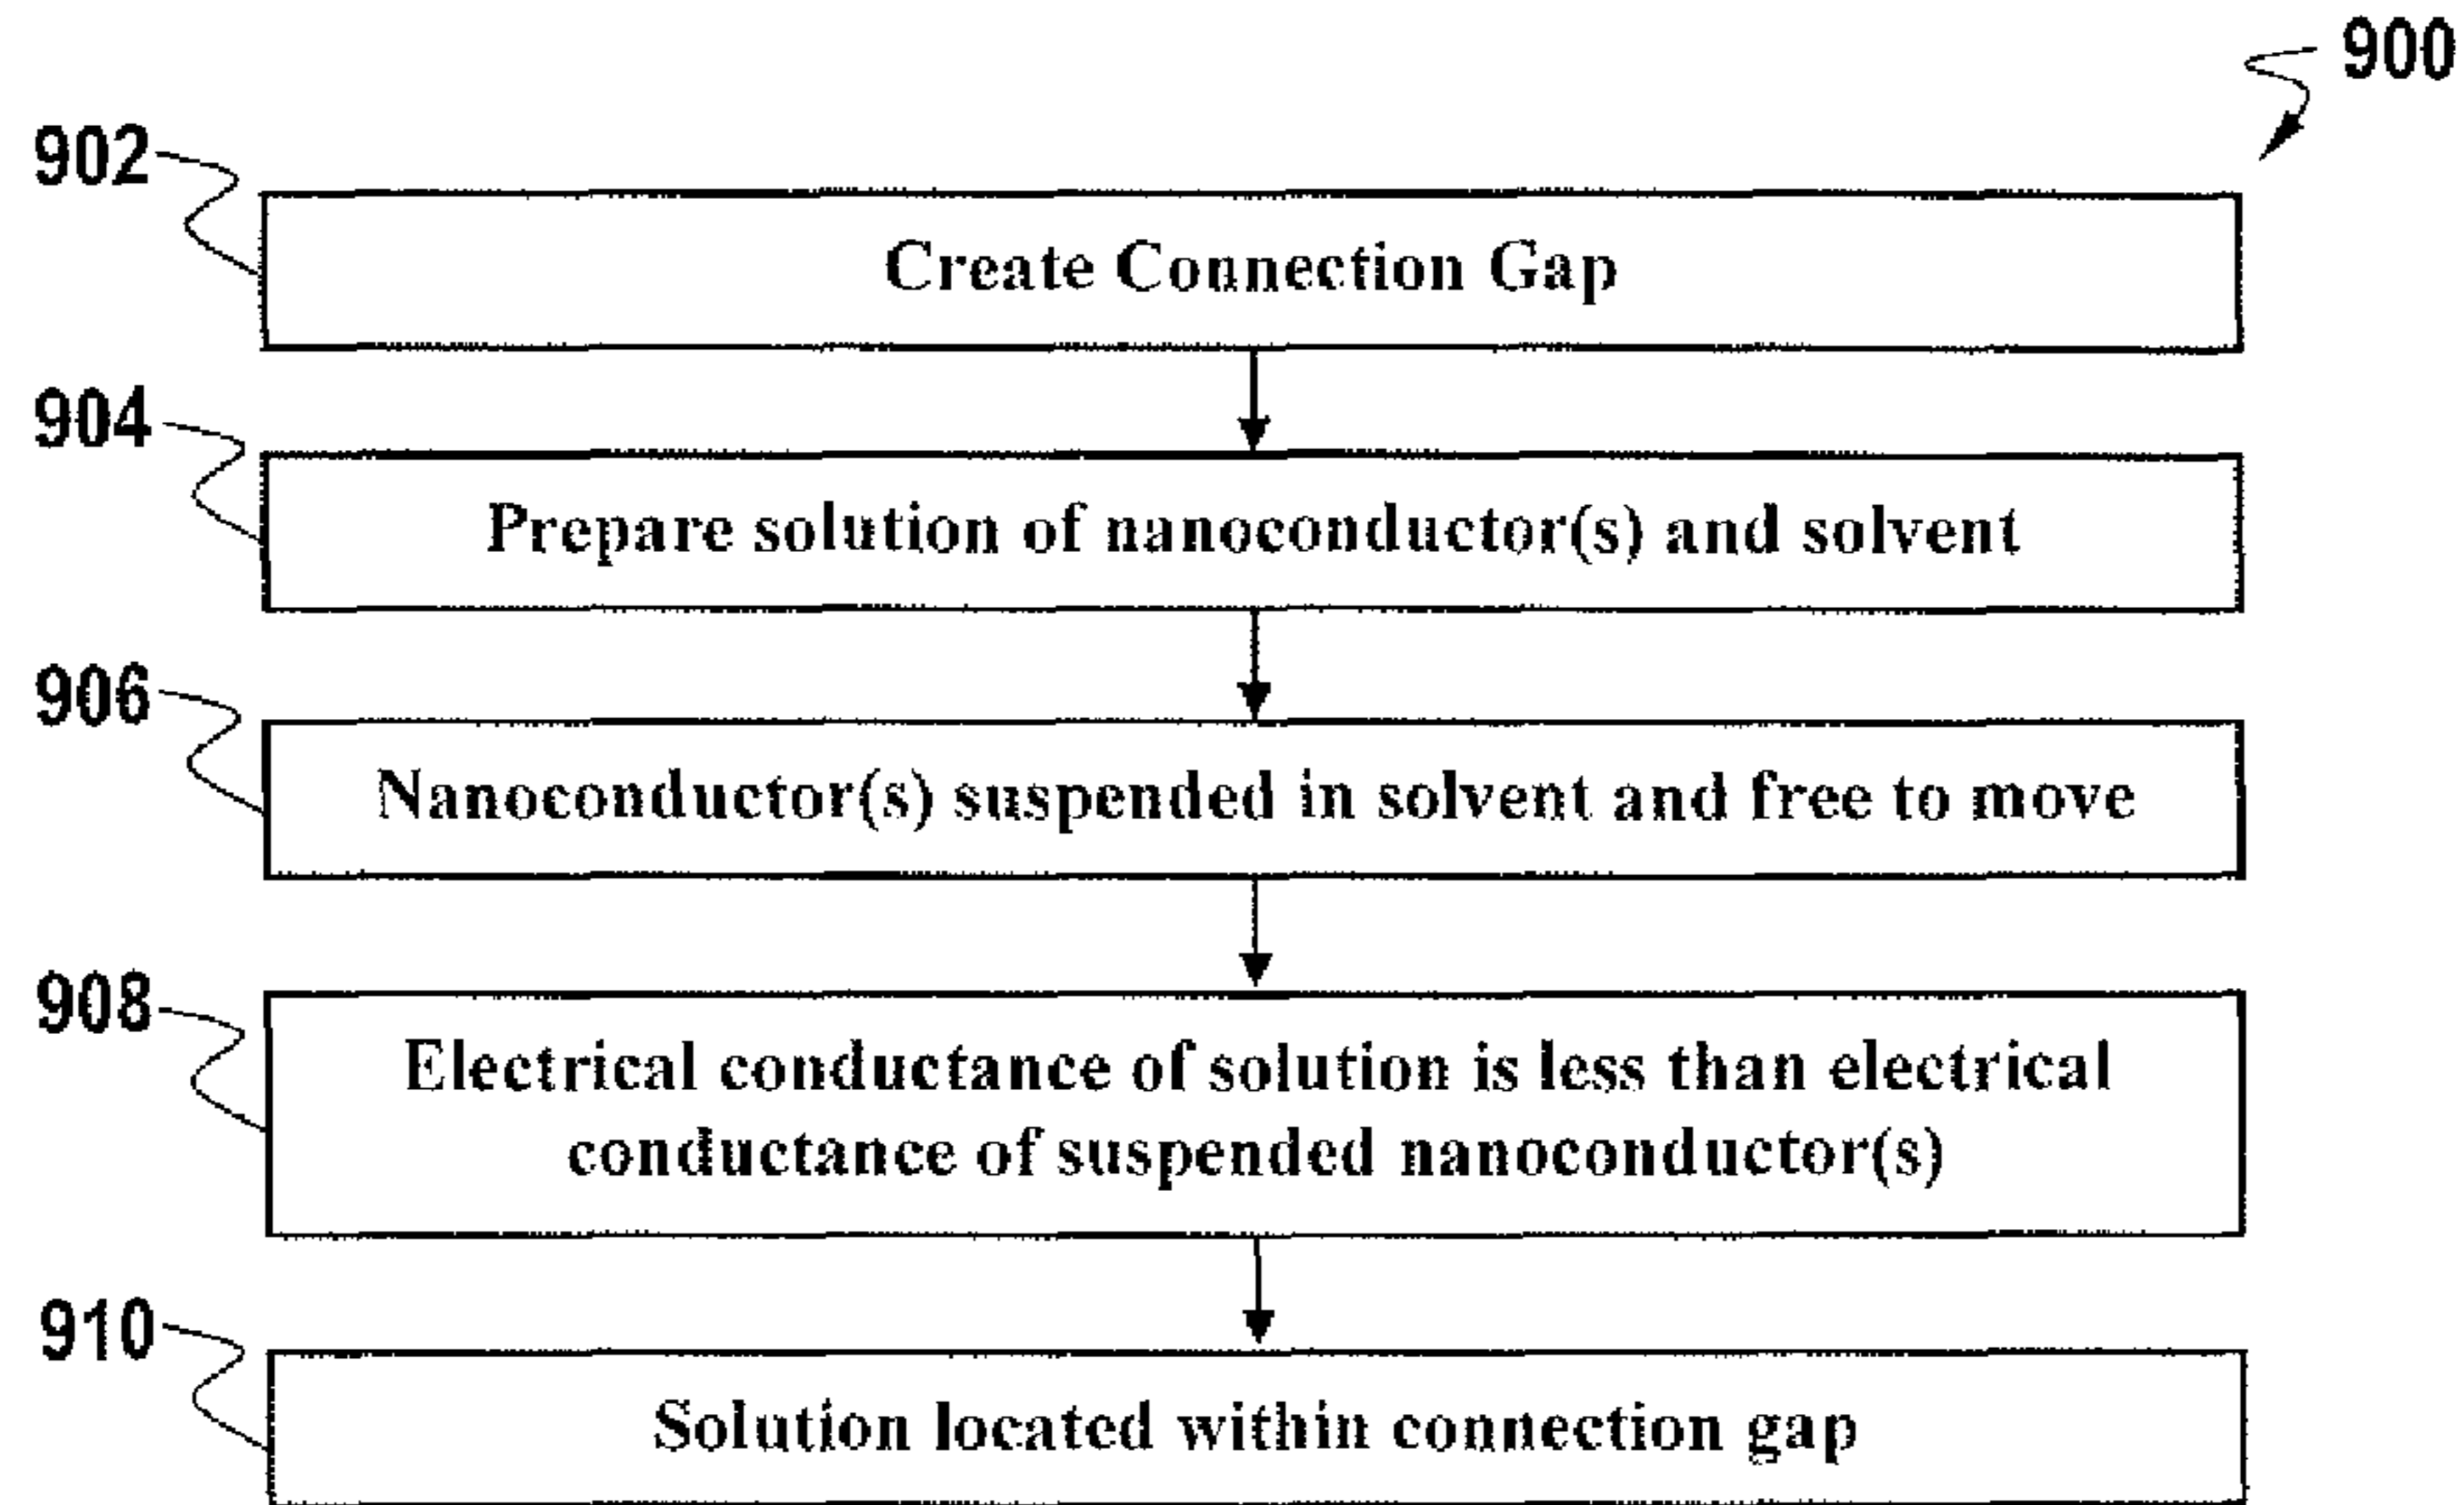 900
902
Create Connection Gap
904
Prepare solution of nanoconductor(s) and solvent
906
Nanoconductor(s) suspended in solvent and free to move
908
Electrical conductance of solution is less than electrical
conductance of suspended nanoconductor(s)
910
Solution located within connection gap